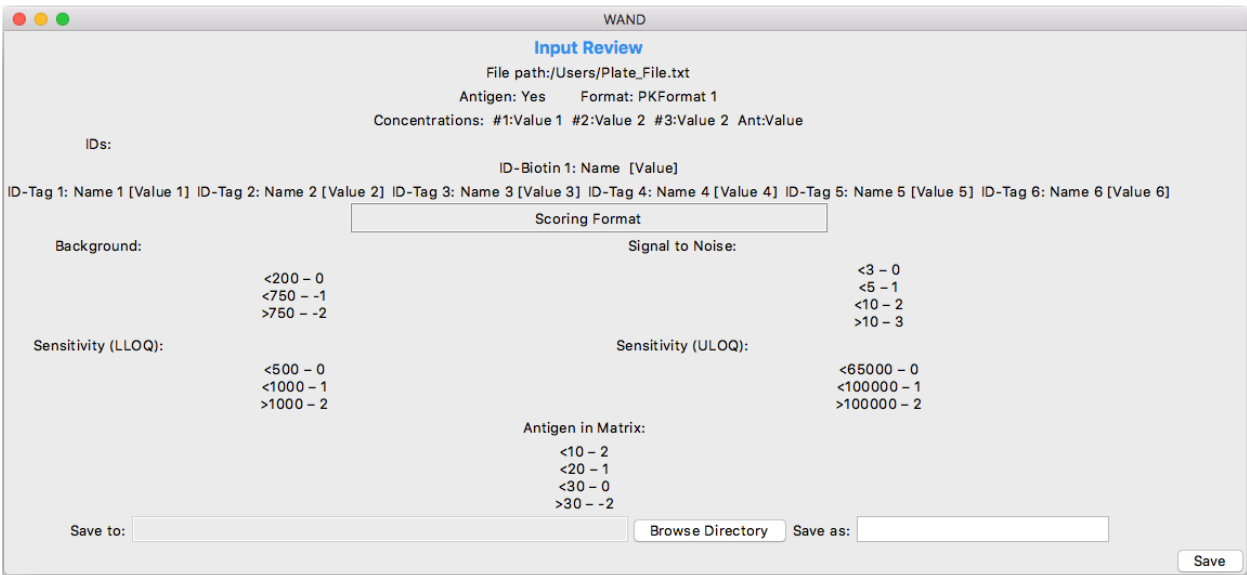 WAND
Input Review
File path:/Users/Plate_File.txt
Antigen: Yes Format: PKFormat 1
Concentrations: #1:Value 1 #2:Value 2 #3:Value 2 Ant:Value
IDs:
ID-Biotin 1: Name [Value]
ID-Tag 1: Name 1 [Value 1] ID-Tag 2: Name 2 [Value 2] ID-Tag 3: Name 3 [Value 3] ID-Tag 4: Name 4 [Value 4] ID-Tag 5: Name 5 [Value 5] ID-Tag 6: Name 6 [Value 6]
Scoring Format
Background:
<200 – 0
<750 – -1
>750 – -2
Signal to Noise:
<3 – 0
<5 – 1
<10 – 2
>10 – 3
Sensitivity (LLOQ):
<500 – 0
<1000 – 1
>1000 – 2
Sensitivity (ULOQ):
<65000 – 0
<100000 – 1
>100000 – 2
Antigen in Matrix:
<10 – 2
<20 – 1
<30 – 0
>30 – -2
Save to: Browse Directory Save as:
Save